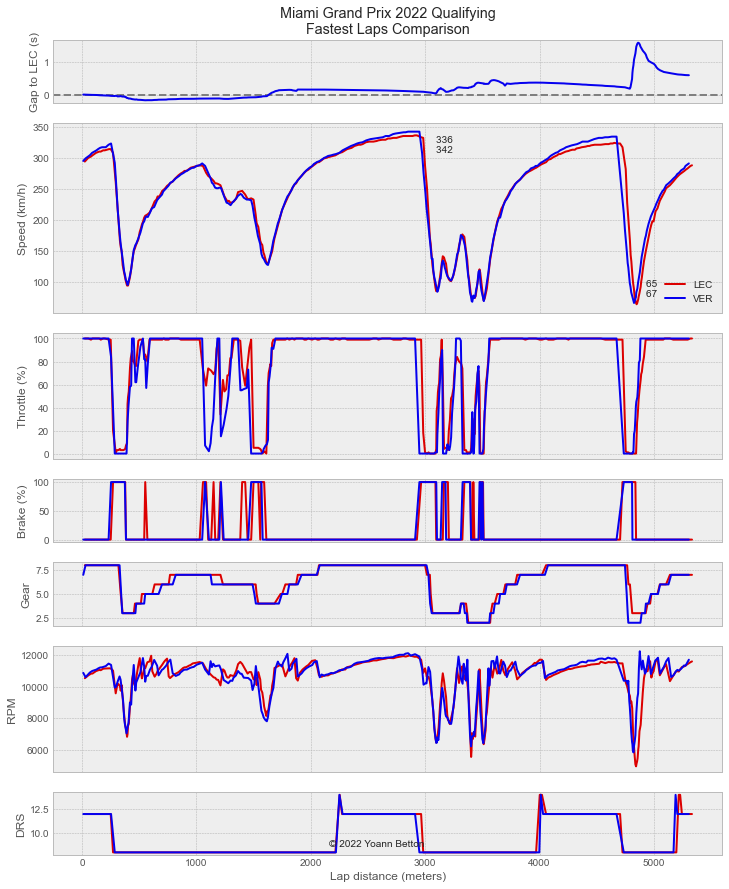 Miami Grand Prix 2022 Qualifying
Fastest Laps Comparison
Gap to LEC (s)
1
0
Speed (km/h)
350
300
250
200
150
100
336
342
65
67
LEC
VER
Throttle (%)
100
80
60
40
20
0
Brake (%)
100
50
0
Gear
7.5
5.0
2.5
RPM
12000
10000
8000
6000
DRS
12.5
10.0
© 2022 Yoann Betton
0 1000 2000 3000 4000 5000
Lap distance (meters)